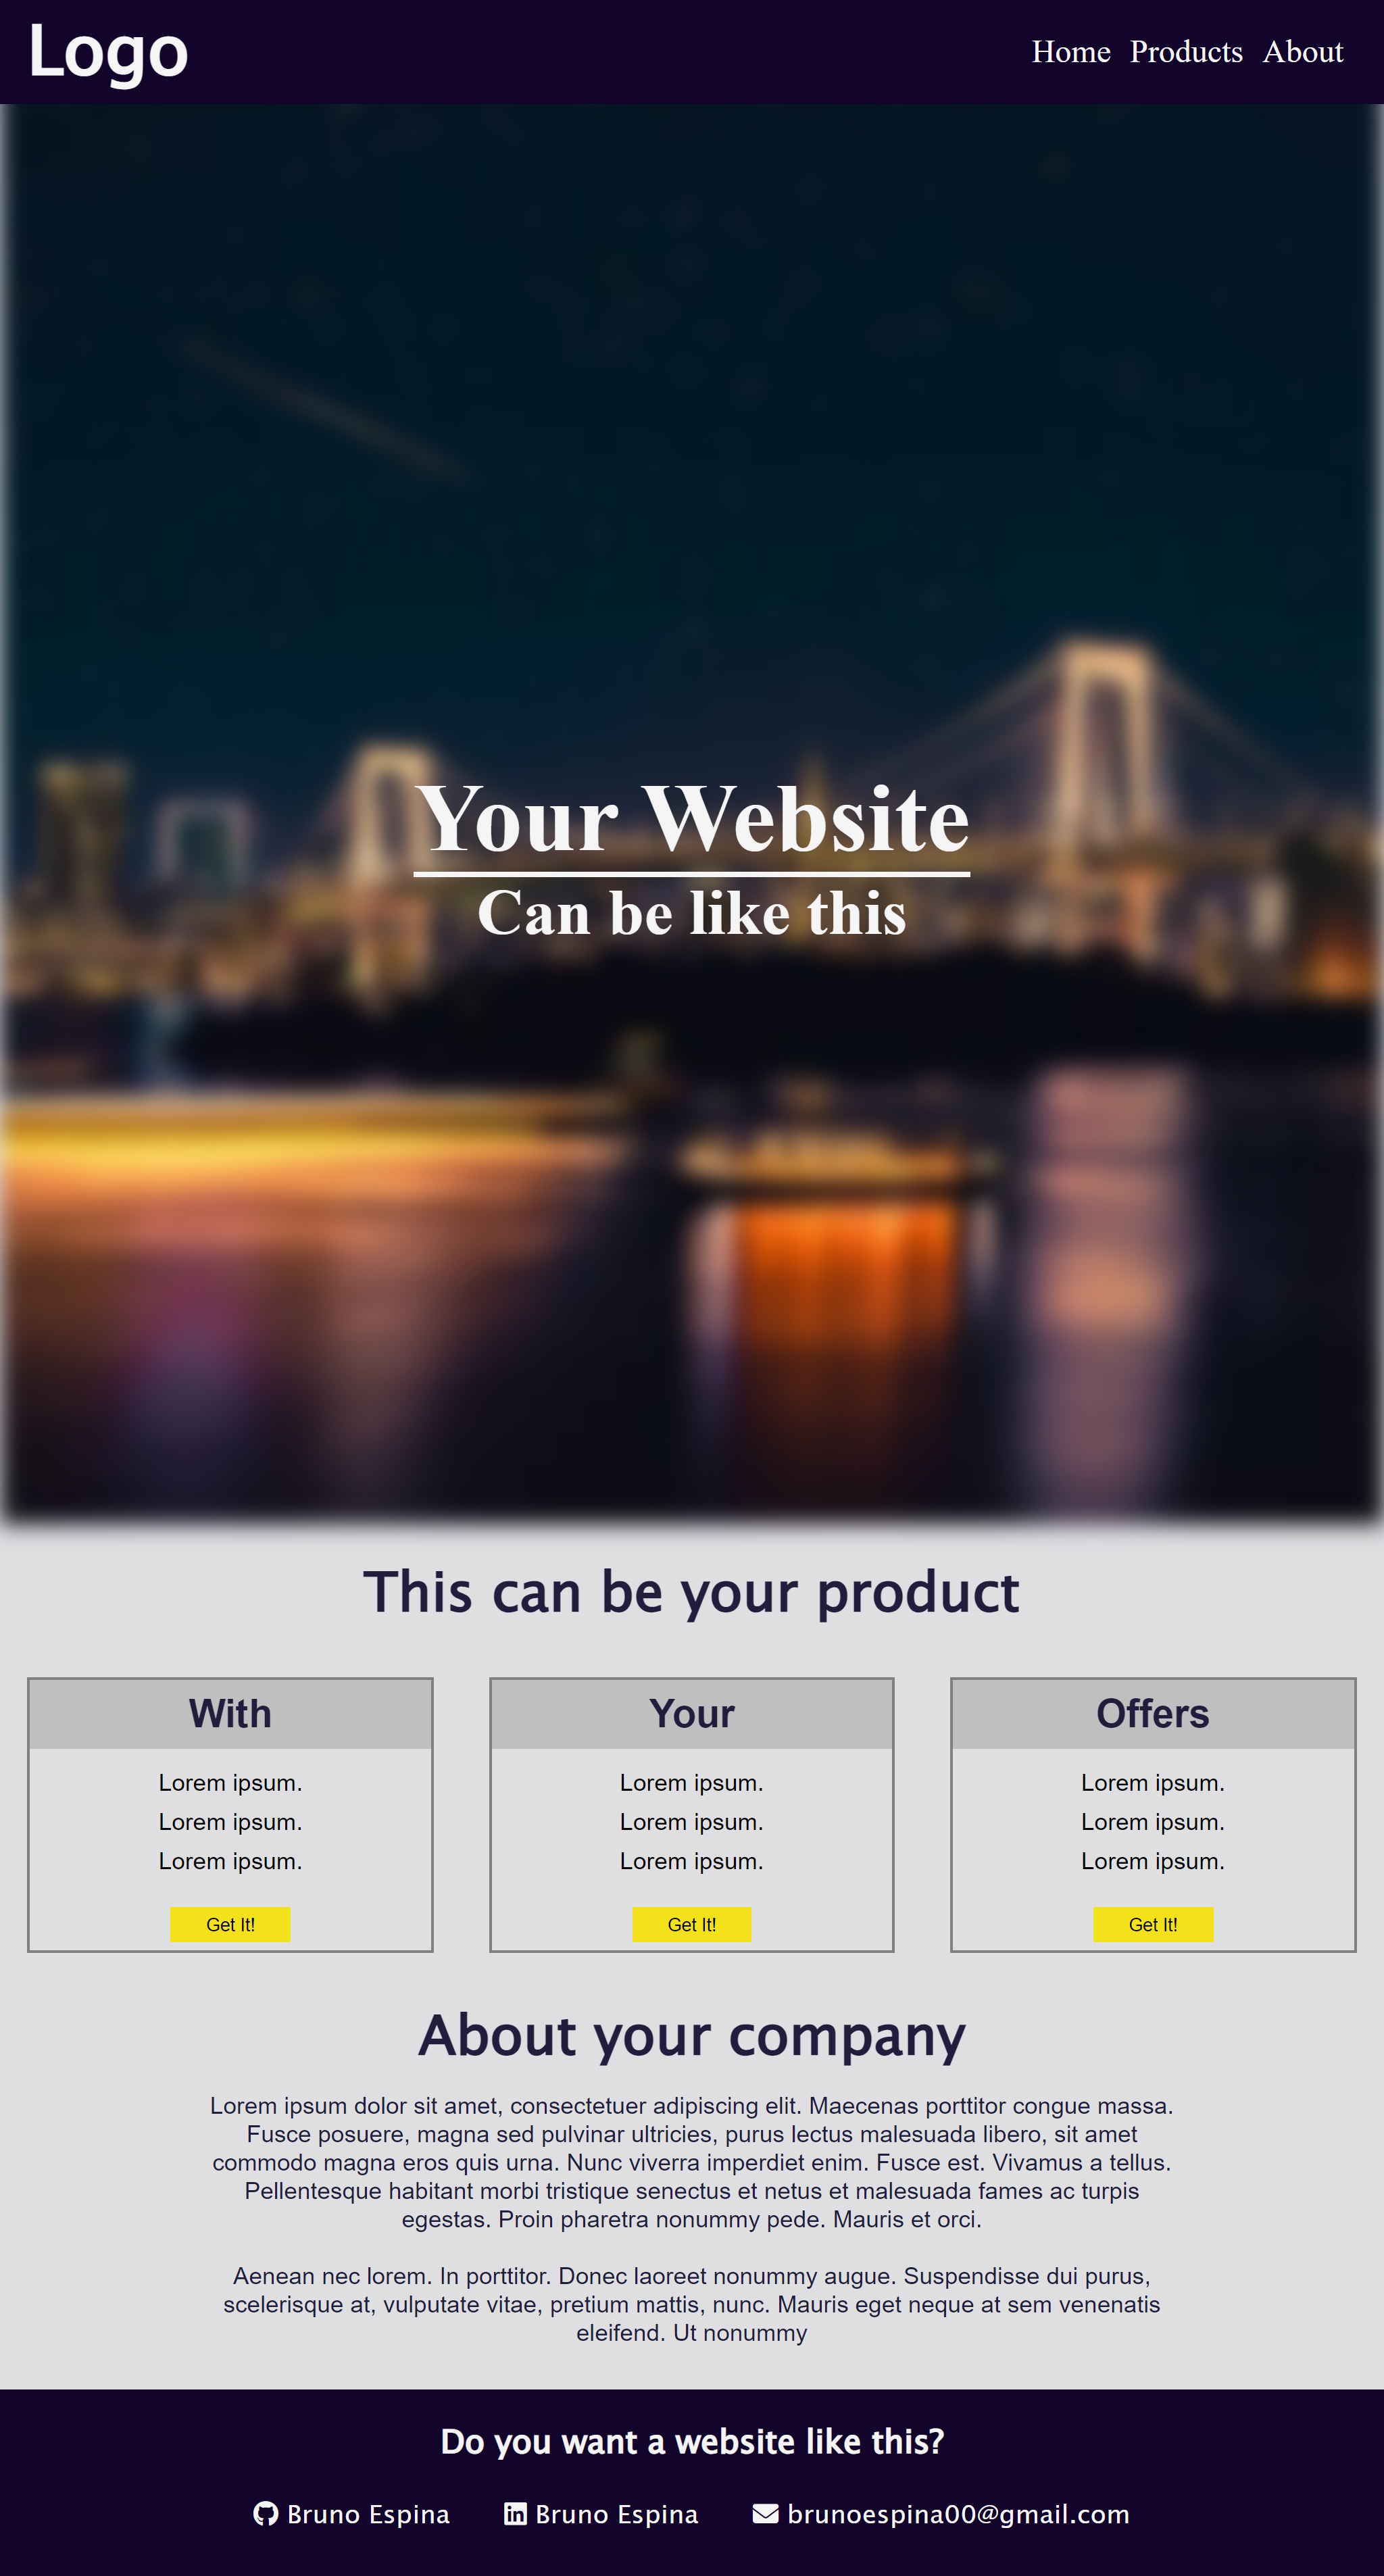 Logo
Home Products About
Your Website
Can be like this
This can be your product
With
Lorem ipsum.
Lorem ipsum.
Lorem ipsum.
Get It!
Your
Lorem ipsum.
Lorem ipsum.
Lorem ipsum.
Get It!
Offers
Lorem ipsum.
Lorem ipsum.
Lorem ipsum.
Get It!
About your company
Lorem ipsum dolor sit amet, consectetuer adipiscing elit. Maecenas porttitor congue massa.
Fusce posuere, magna sed pulvinar ultricies, purus lectus malesuada libero, sit amet
commodo magna eros quis urna. Nunc viverra imperdiet enim. Fusce est. Vivamus a tellus.
Pellentesque habitant morbi tristique senectus et netus et malesuada fames ac turpis
egestas. Proin pharetra nonummy pede. Mauris et orci.
Aenean nec lorem. In porttitor. Donec laoreet nonummy augue. Suspendisse dui purus,
scelerisque at, vulputate vitae, pretium mattis, nunc. Mauris eget neque at sem venenatis
eleifend. Ut nonummy
Do you want a website like this?
Bruno Espina Bruno Espina brunoespina00@gmail.com